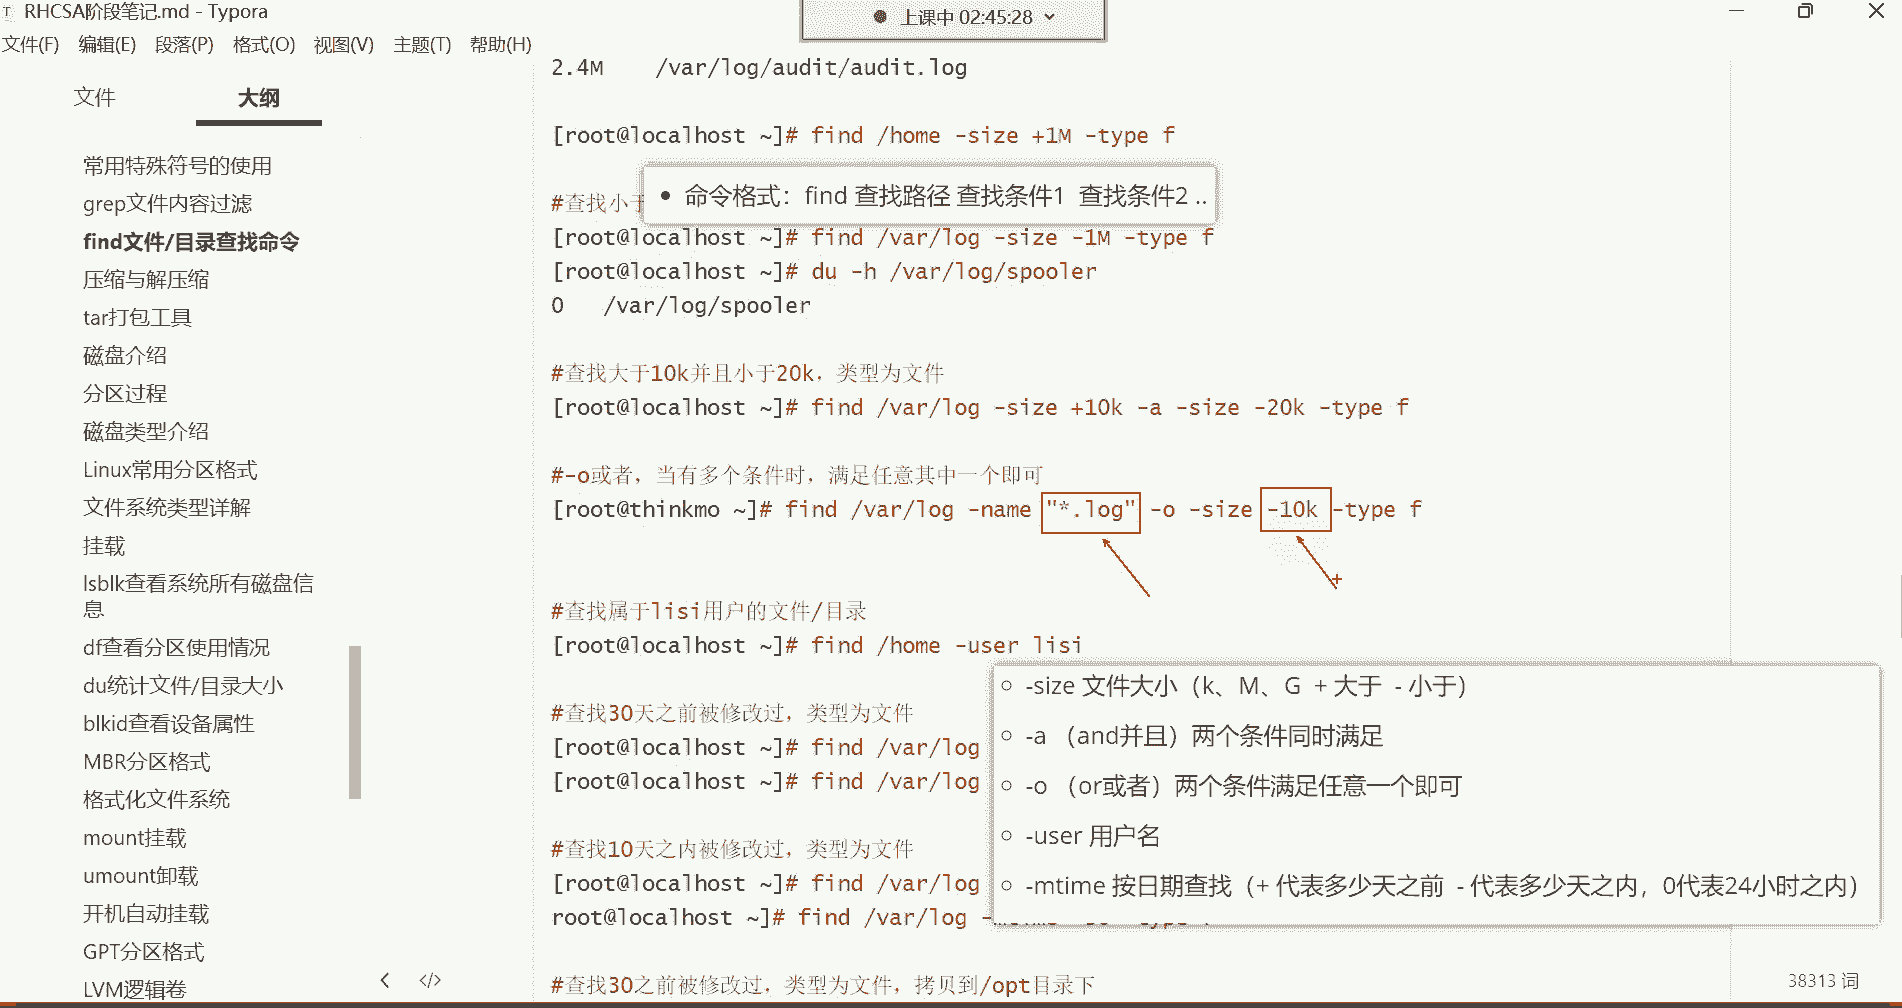 RHCSA阶段笔记.md - Typora
上课中 02:45:28
文件(F) 编辑(E) 段落(P) 格式(O) 视图(V) 主题(T) 帮助(H)
文件 大纲
常用特殊符号的使用
grep文件内容过滤
find文件/目录查找命令
压缩与解压缩
tar打包工具
磁盘介绍
分区过程
磁盘类型介绍
Linux常用分区格式
文件系统类型详解
挂载
lsblk查看系统所有磁盘信
息
df查看分区使用情况
du统计文件/目录大小
blkid查看设备属性
MBR分区格式
格式化文件系统
mount挂载
umount卸载
开机自动挂载
GPT分区格式
LVM逻辑卷
2.4M /var/log/audit/audit.log
[root@localhost ~]# find /home -size +1M -type f
命令格式：find 查找路径 查找条件1 查找条件2 ..
#查找小于
[root@localhost ~]# find /var/log -size -1M -type f
[root@localhost ~]# du -h /var/log/spooler
0 /var/log/spooler
#查找大于10k并且小于20k，类型为文件
[root@localhost ~]# find /var/log -size +10k -a -size -20k -type f
#-o或者，当有多个条件时，满足任意其中一个即可
[root@thinkmo ~]# find /var/log -name "*.log" -o -size -10k -type f
#查找属于lisi用户的文件/目录
[root@localhost ~]# find /home -user lisi
#查找30天之前被修改过，类型为文件
[root@localhost ~]# find /var/log
[root@localhost ~]# find /var/log
#查找10天之内被修改过，类型为文件
[root@localhost ~]# find /var/log
root@localhost ~]# find /var/log
#查找30之前被修改过，类型为文件，拷贝到/opt目录下
-size 文件大小（k、M、G + 大于 - 小于）
-a （and并且）两个条件同时满足
-o （or或者）两个条件满足任意一个即可
-user 用户名
-mtime 按日期查找（+ 代表多少天之前 - 代表多少天之内，0代表24小时之内）
38313 词